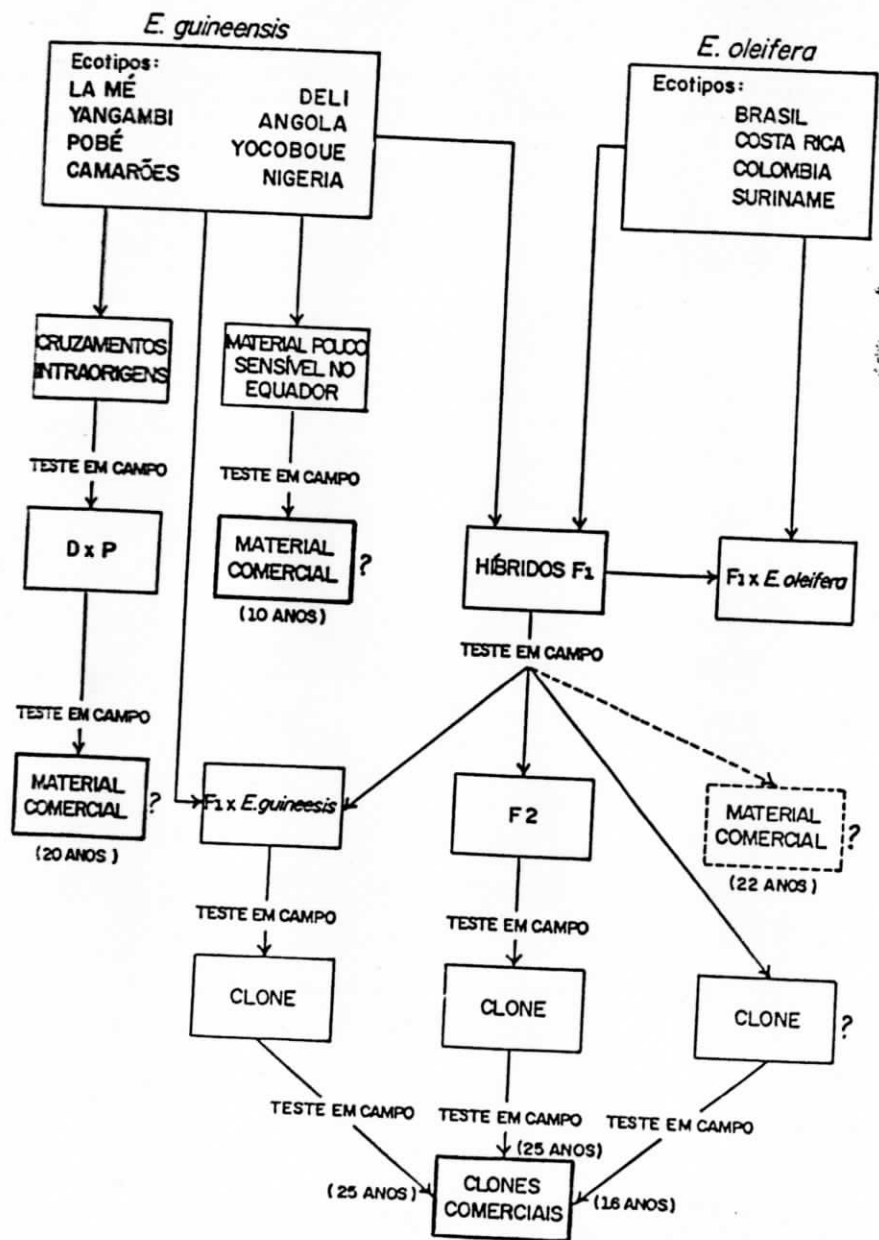 E. guineensis
Ecotipos:
LA MÉ
YANGAMBI
POBÉ
CAMARÕES
DELI
ANGOLA
YOCOBOUE
NIGERIA
E. oleifera
Ecotipos:
BRASIL
COSTA RICA
COLOMBIA
SURINAME
CRUZAMENTOS
INTRAORIGENS
MATERIAL POUCO
SENSÍVEL NO
EQUADOR
TESTE EM CAMPO
TESTE EM CAMPO
D x P
MATERIAL
COMERCIAL ?
(10 ANOS)
HÍBRIDOS F1
F1 x E. oleifera
TESTE EM CAMPO
TESTE EM CAMPO
MATERIAL
COMERCIAL ?
(20 ANOS)
F1 x E. guineesis
F2
MATERIAL
COMERCIAL ?
(22 ANOS)
TESTE EM CAMPO
TESTE EM CAMPO
CLONE
CLONE
CLONE ?
TESTE EM CAMPO
TESTE EM CAMPO
TESTE EM CAMPO
(25 ANOS)
(25 ANOS)
CLONES
COMERCIAIS
(16 ANOS)